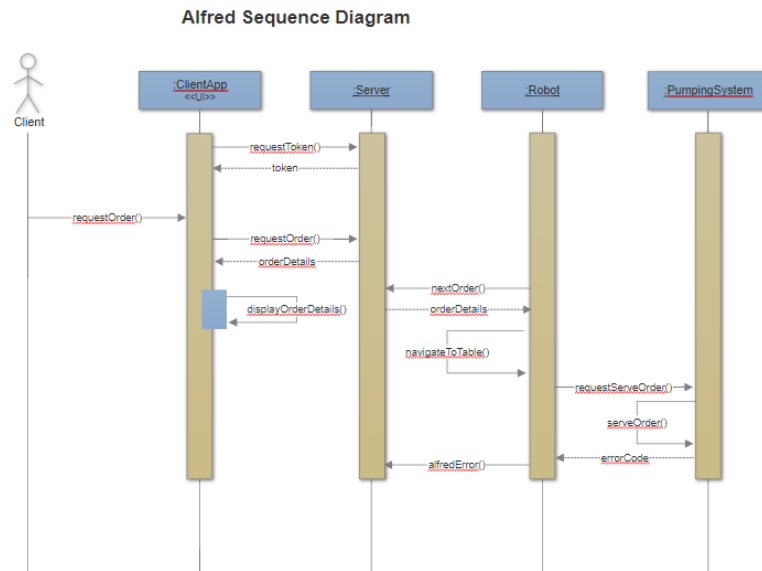 Alfred Sequence Diagram
:ClientApp
<<UI>>
:Server
:Robot
:PumpingSystem
Client
requestToken()
token
requestOrder()
requestOrder()
orderDetails
nextOrder()
displayOrderDetails()
orderDetails
navigateToTable()
requestServeOrder()
serveOrder()
errorCode
alfredError()